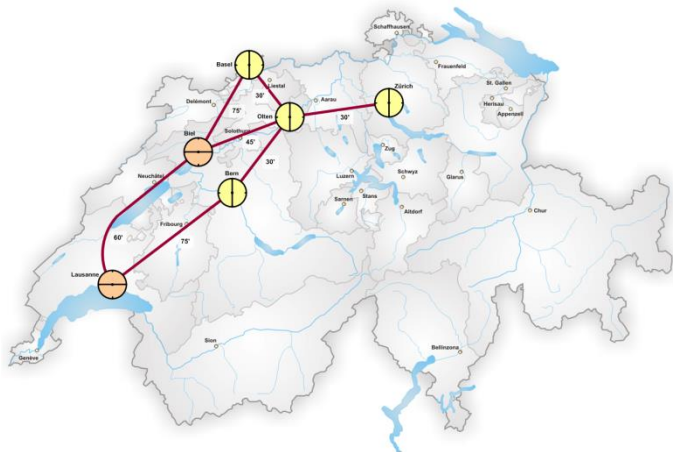 Schaffhausen
Basel
Liestal
Frauenfeld
30'
Zürich
St. Gallen
Delémont
75'
Aarau
Olten
Herisau
30'
Appenzell
Biel
Solothurn
45'
Zug
30'
Neuchâtel
Bern
Luzern
Schwyz
Glarus
Stans
Sarnen
Altdorf
Chur
Fribourg
60'
75'
Lausanne
Sion
Genève
Bellinzona